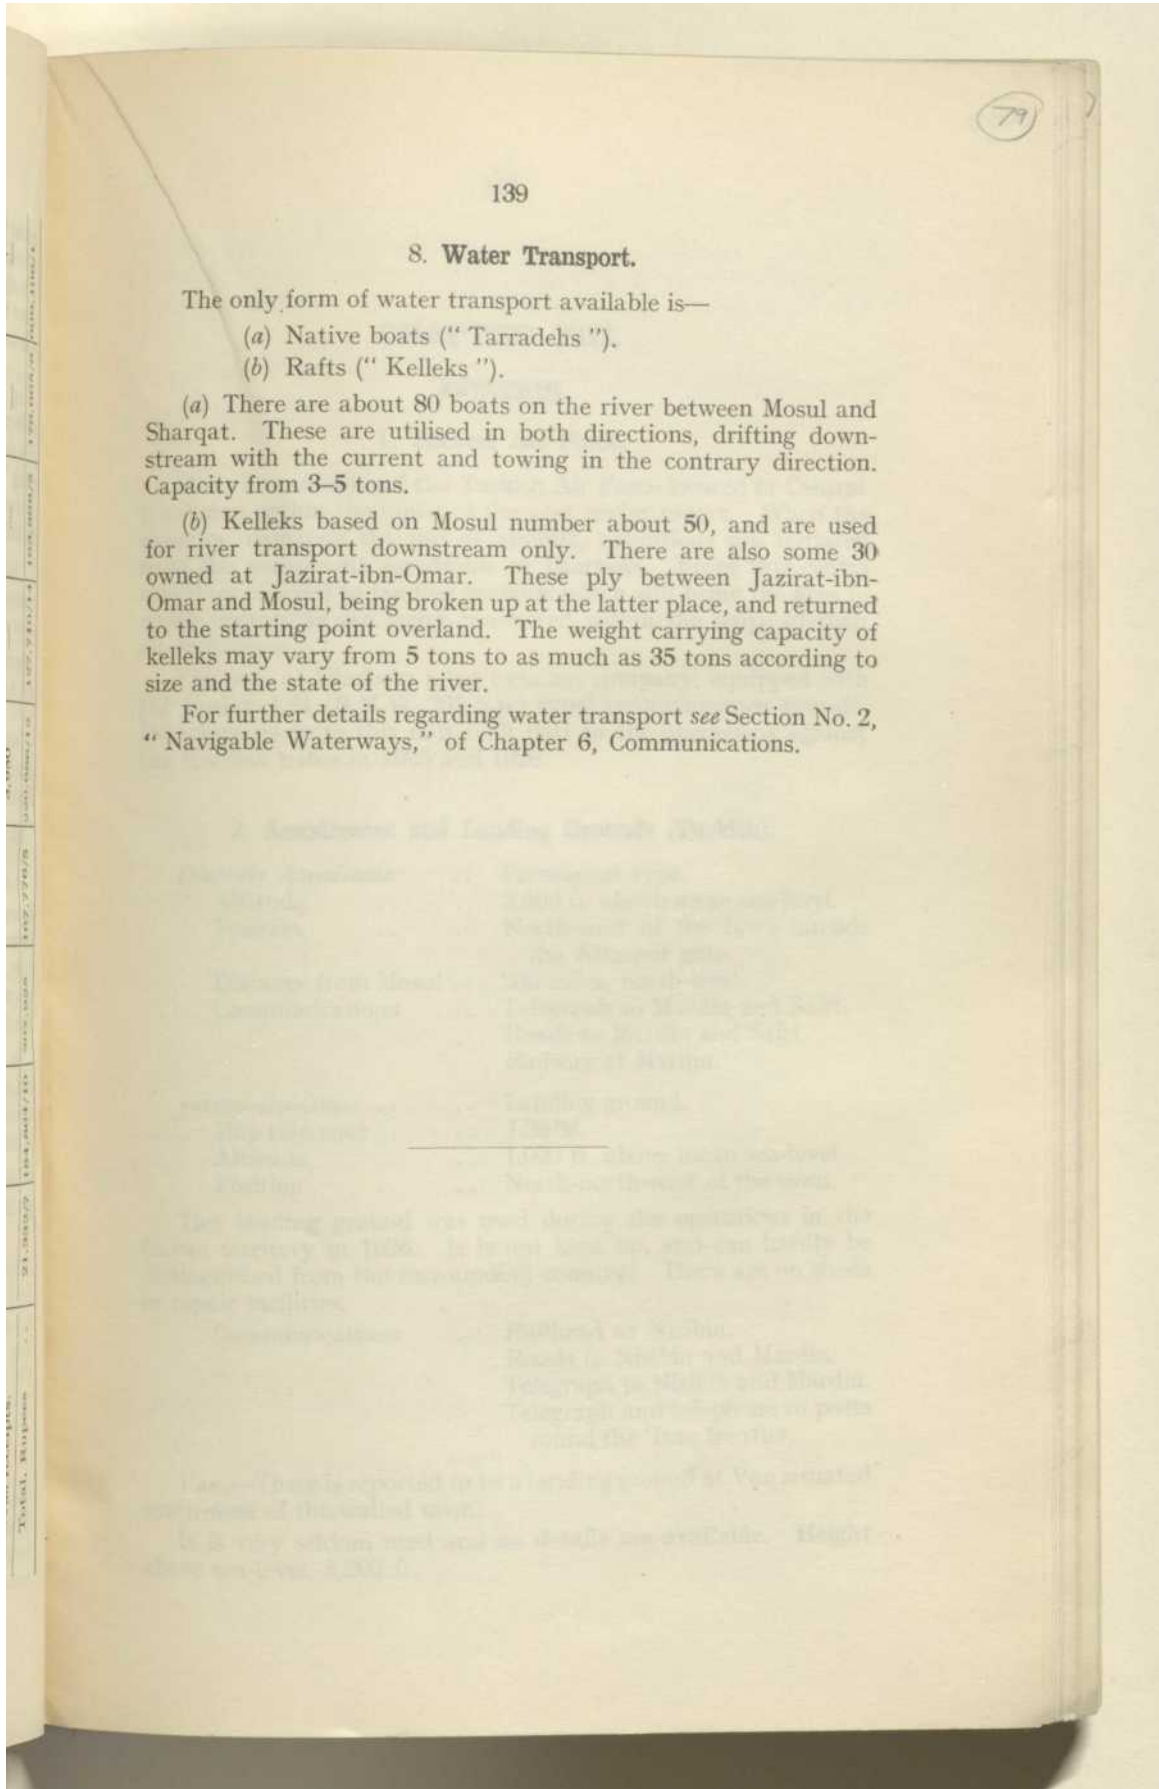 79
139
8. Water Transport.
The only form of water transport available is—
(a) Native boats (“ Tarradehs ”).
(b) Rafts (“ Kelleks ”).
(a) There are about 80 boats on the river between Mosul and
Sharqat. These are utilised in both directions, drifting down-
stream with the current and towing in the contrary direction.
Capacity from 3–5 tons.
(b) Kelleks based on Mosul number about 50, and are used
for river transport downstream only. There are also some 30
owned at Jazirat-ibn-Omar. These ply between Jazirat-ibn-
Omar and Mosul, being broken up at the latter place, and returned
to the starting point overland. The weight carrying capacity of
kelleks may vary from 5 tons to as much as 35 tons according to
size and the state of the river.
For further details regarding water transport see Section No. 2,
“ Navigable Waterways,” of Chapter 6, Communications.
Total, Rupees